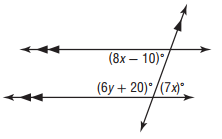 (8x – 10)°
(6y + 20)° (7x)°